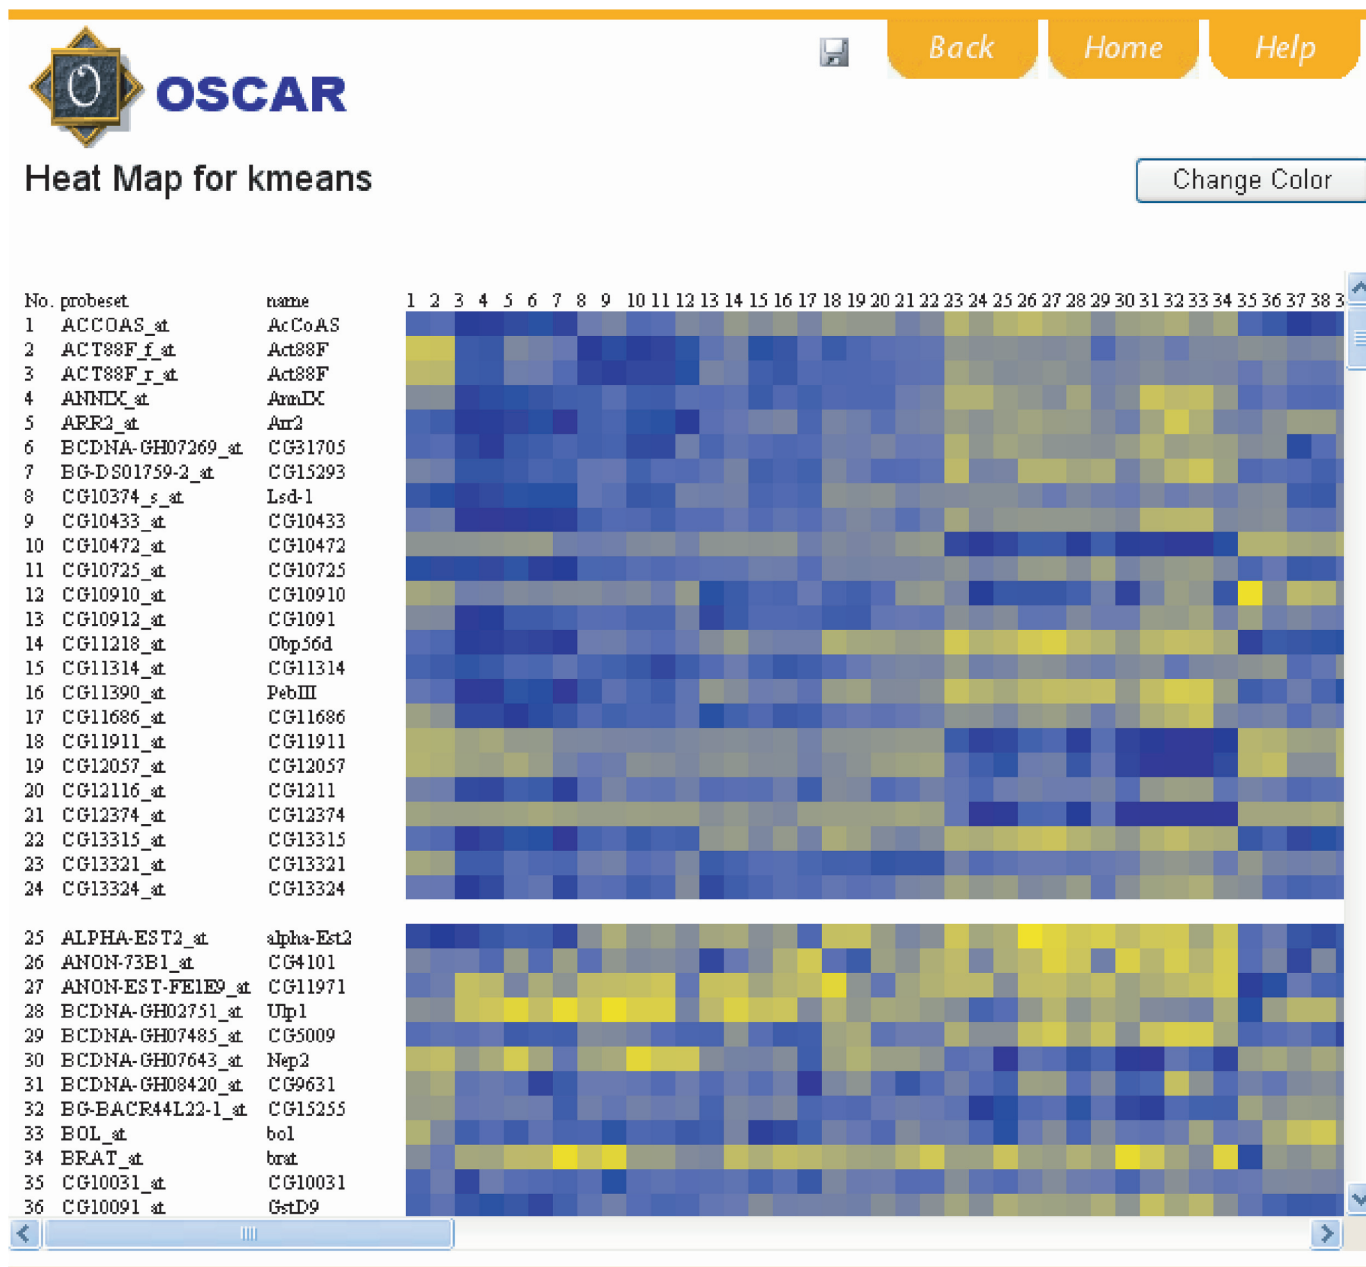 Back Home Help
O OSCAR
Heat Map for kmeans
Change Color
No. probeset name 1 2 3 4 5 6 7 8 9 10 11 12 13 14 15 16 17 18 19 20 21 22 23 24 25 26 27 28 29 30 31 32 33 34 35 36 37 38 3
1 ACCOAS_at AcCoAS
2 ACT88F_f_at Act88F
3 ACT88F_r_at Act88F
4 ANNIX_at AnnIX
5 ARR2_at Arr2
6 BCDNA-GH07269_at CG31705
7 BG-DS01759-2_at CG15293
8 CG10374_s_at Lsd-1
9 CG10433_at CG10433
10 CG10472_at CG10472
11 CG10725_at CG10725
12 CG10910_at CG10910
13 CG10912_at CG1091
14 CG11218_at Obp56d
15 CG11314_at CG11314
16 CG11390_at PebIII
17 CG11686_at CG11686
18 CG11911_at CG11911
19 CG12057_at CG12057
20 CG12116_at CG1211
21 CG12374_at CG12374
22 CG13315_at CG13315
23 CG13321_at CG13321
24 CG13324_at CG13324
25 ALPHA-EST2_at alpha-Est2
26 ANON-73B1_at CG4101
27 ANON-EST-FE1E9_at CG11971
28 BCDNA-GH02751_at Ulp1
29 BCDNA-GH07485_at CG5009
30 BCDNA-GH07643_at Nep2
31 BCDNA-GH08420_at CG9631
32 BG-BACR44L22-1_at CG15255
33 BOL_at bol
34 BRAT_at brat
35 CG10031_at CG10031
36 CG10091_at GstD9